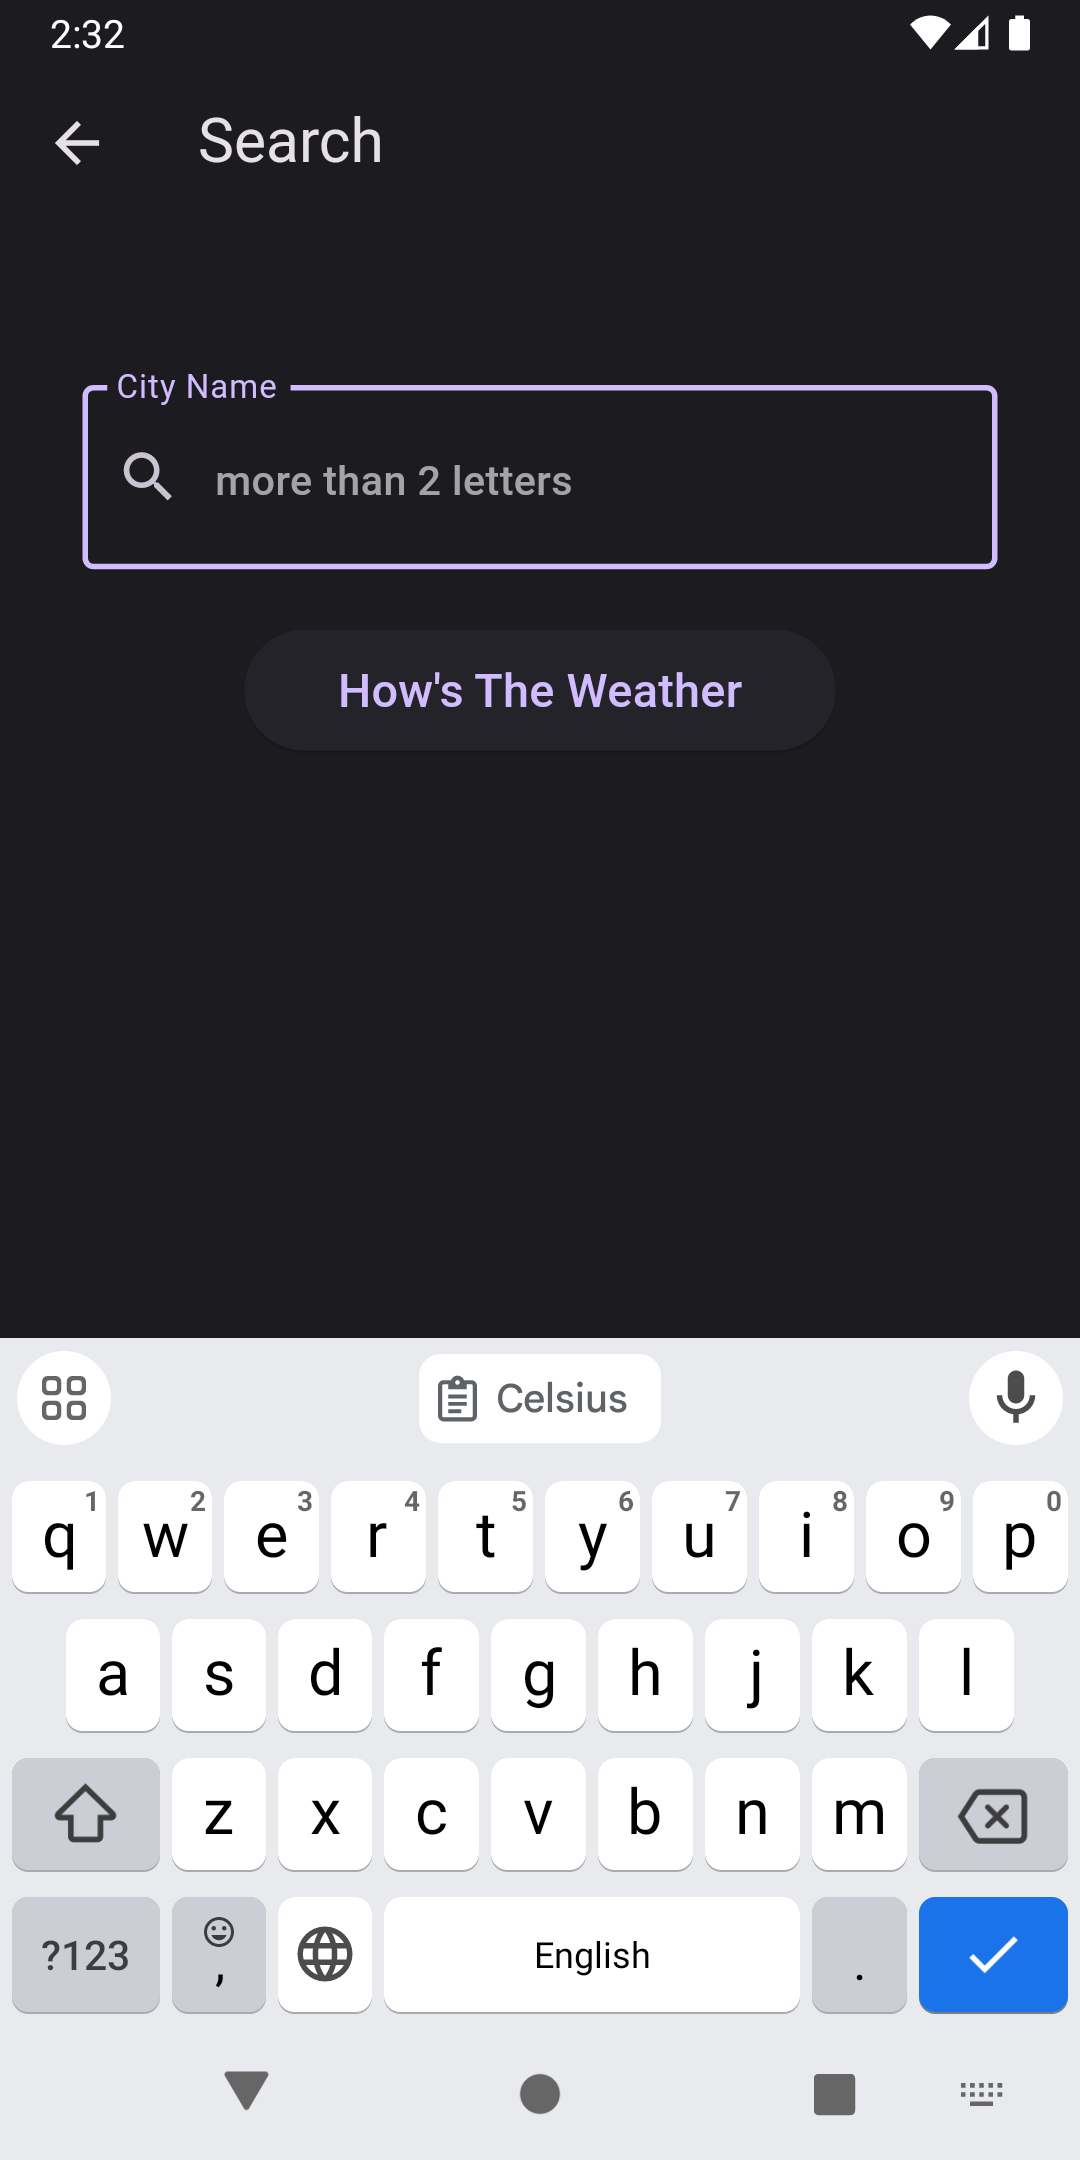 2:32
Search
City Name
more than 2 letters
How's The Weather
Celsius
q 1 w 2 e 3 r 4 t 5 y 6 u 7 i 8 o 9 p 0
a s d f g h j k l
z x c v b n m
?123 , English .